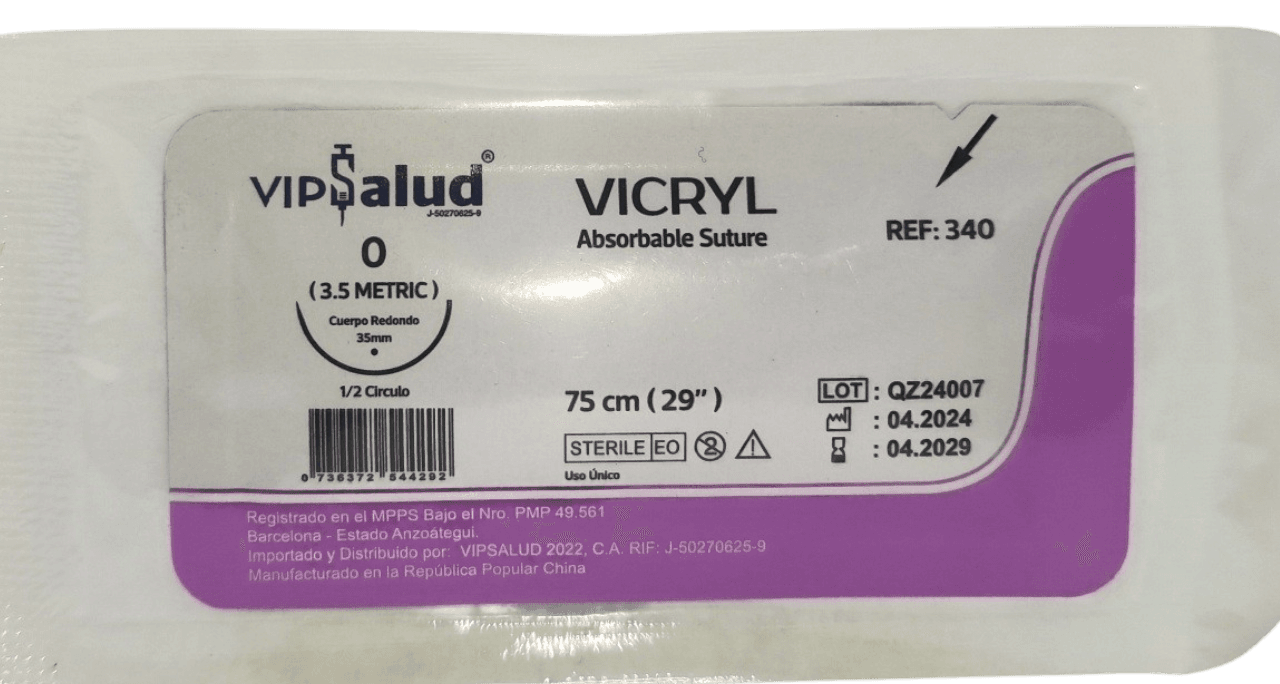 VIPSalud®
J-50270625-9
0
(3.5 METRIC)
Cuerpo Redondo
35mm
1/2 Circulo
0 736372 544292
VICRYL
Absorbable Suture
REF: 340
75 cm (29”)
STERILE EO
2
Uso Único
LOT : QZ24007
: 04.2024
: 04.2029
Registrado en el MPPS Bajo el Nro. PMP 49.561
Barcelona - Estado Anzoátegui.
Importado y Distribuido por: VIPSALUD 2022, C.A. RIF: J-50270625-9
Manufacturado en la República Popular China